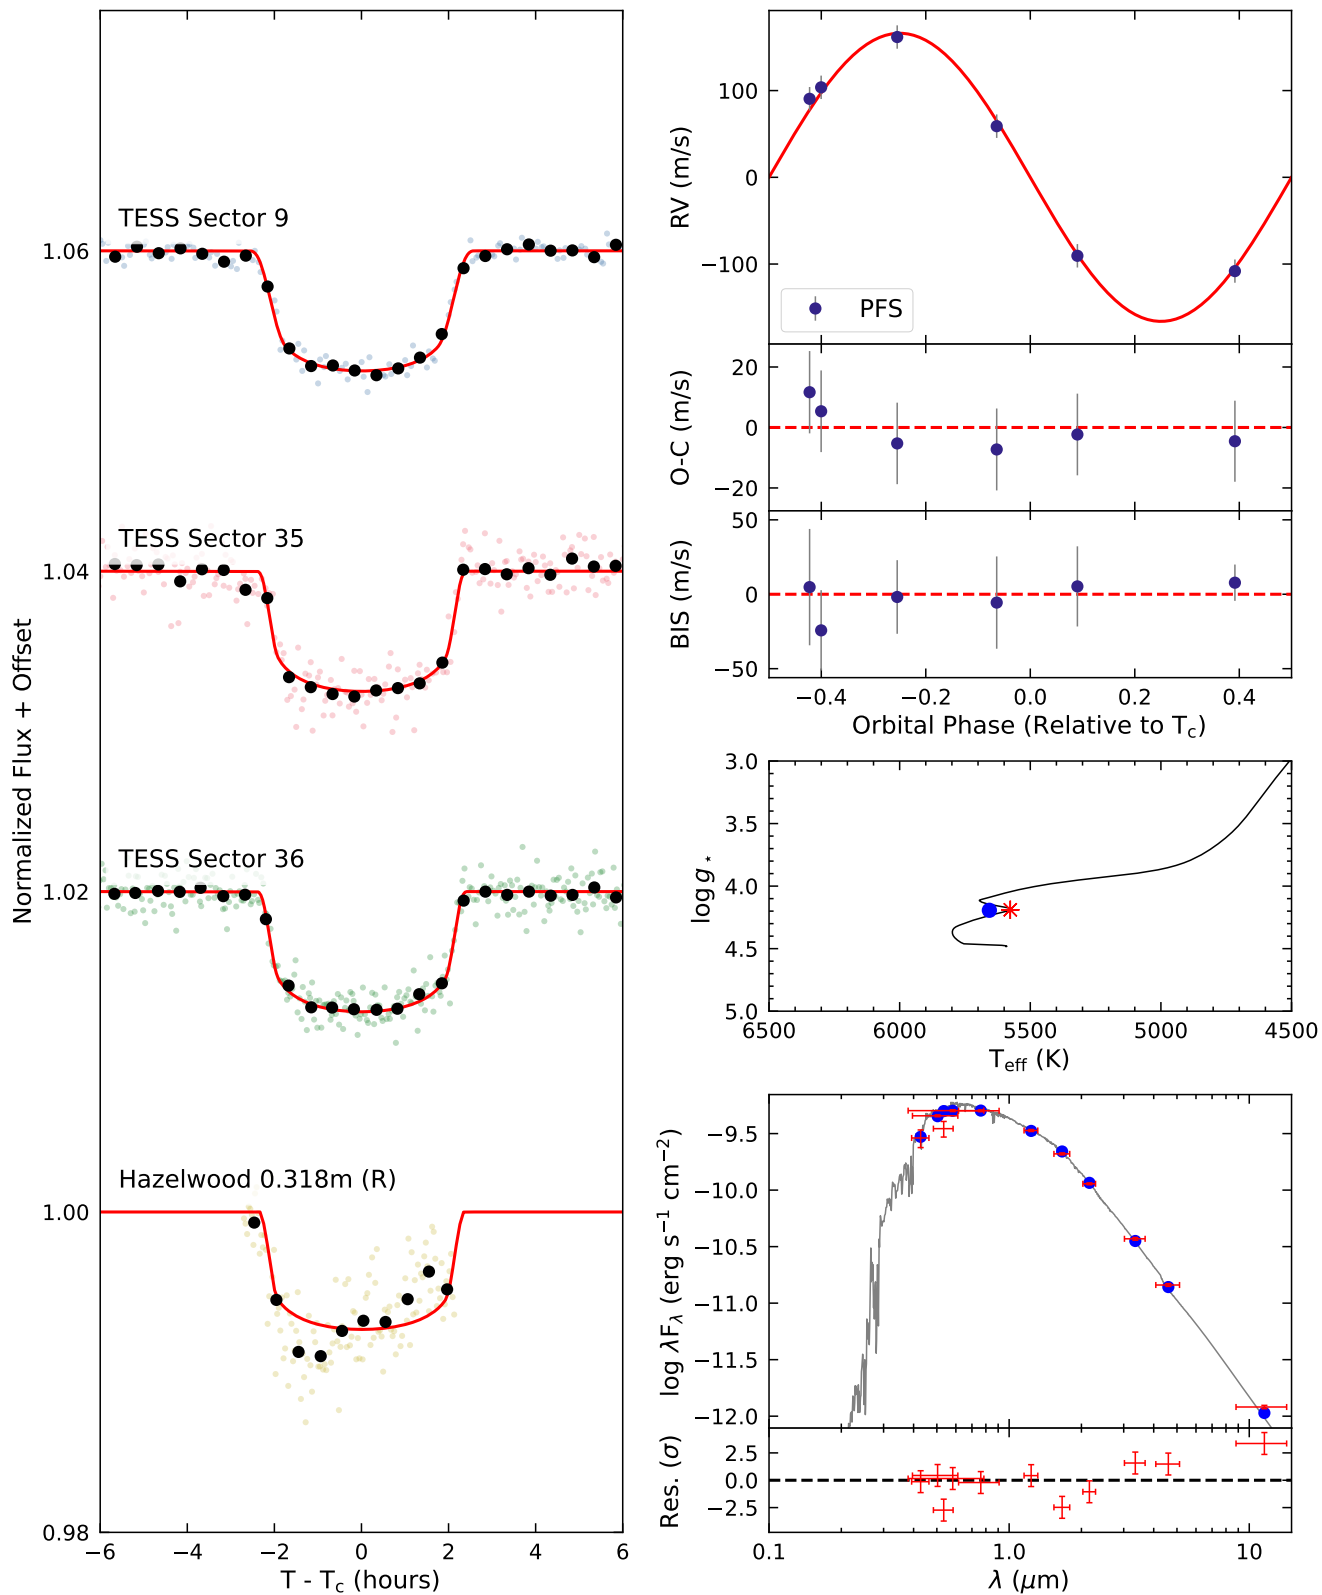 Normalized Flux + Offset
1.06
1.04
1.02
1.00
0.98
TESS Sector 9
TESS Sector 35
TESS Sector 36
Hazelwood 0.318m (R)
−6 −4 −2 0 2 4 6
T - Tc (hours)
RV (m/s)
100
0
−100
PFS
O-C (m/s)
20
0
−20
BIS (m/s)
50
0
−50
−0.4 −0.2 0.0 0.2 0.4
Orbital Phase (Relative to Tc)
log g⋆
3.0
3.5
4.0
4.5
5.0
6500 6000 5500 5000 4500
Teff (K)
log λFλ (erg s−1 cm−2)
−9.5
−10.0
−10.5
−11.0
−11.5
−12.0
Res. (σ)
2.5
0.0
−2.5
0.1 1.0 10
λ (μm)